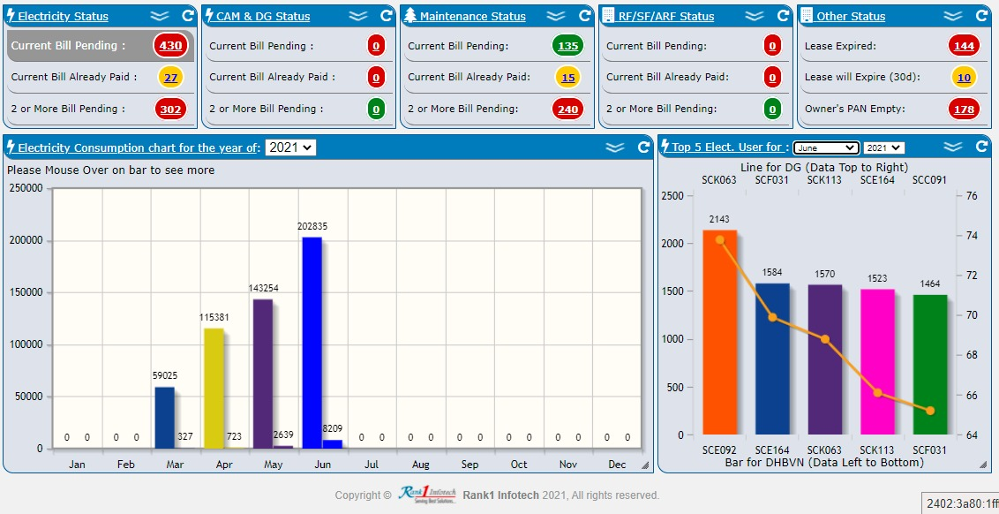 Electricity Status
Current Bill Pending : 430
Current Bill Already Paid : 27
2 or More Bill Pending : 302
CAM & DG Status
Current Bill Pending : 0
Current Bill Already Paid : 0
2 or More Bill Pending : 0
Maintenance Status
Current Bill Pending: 135
Current Bill Already Paid: 15
2 or More Bill Pending: 240
RF/SF/ARF Status
Current Bill Pending: 0
Current Bill Already Paid: 0
2 or More Bill Pending: 0
Other Status
Lease Expired: 144
Lease will Expire (30d): 10
Owner's PAN Empty: 178
Electricity Consumption chart for the year of: 2021
Please Mouse Over on bar to see more
250000
200000
150000
100000
50000
0
0 0 0 0 59025 327 115381 723 143254 2639 202835 8209 0 0 0 0 0 0 0 0 0 0 0 0
Jan Feb Mar Apr May Jun Jul Aug Sep Oct Nov Dec
Top 5 Elect. User for : June 2021
Line for DG (Data Top to Right)
SCK063 SCF031 SCK113 SCE164 SCC091
2500
2000
1500
1000
500
0
2143 1584 1570 1523 1464
76
74
72
70
68
66
64
SCE092 SCE164 SCK063 SCK113 SCF031
Bar for DHBVN (Data Left to Bottom)
Copyright © Rank1 Infotech Serving Best Solutions... Rank1 Infotech 2021, All rights reserved.
2402:3a80:1ff